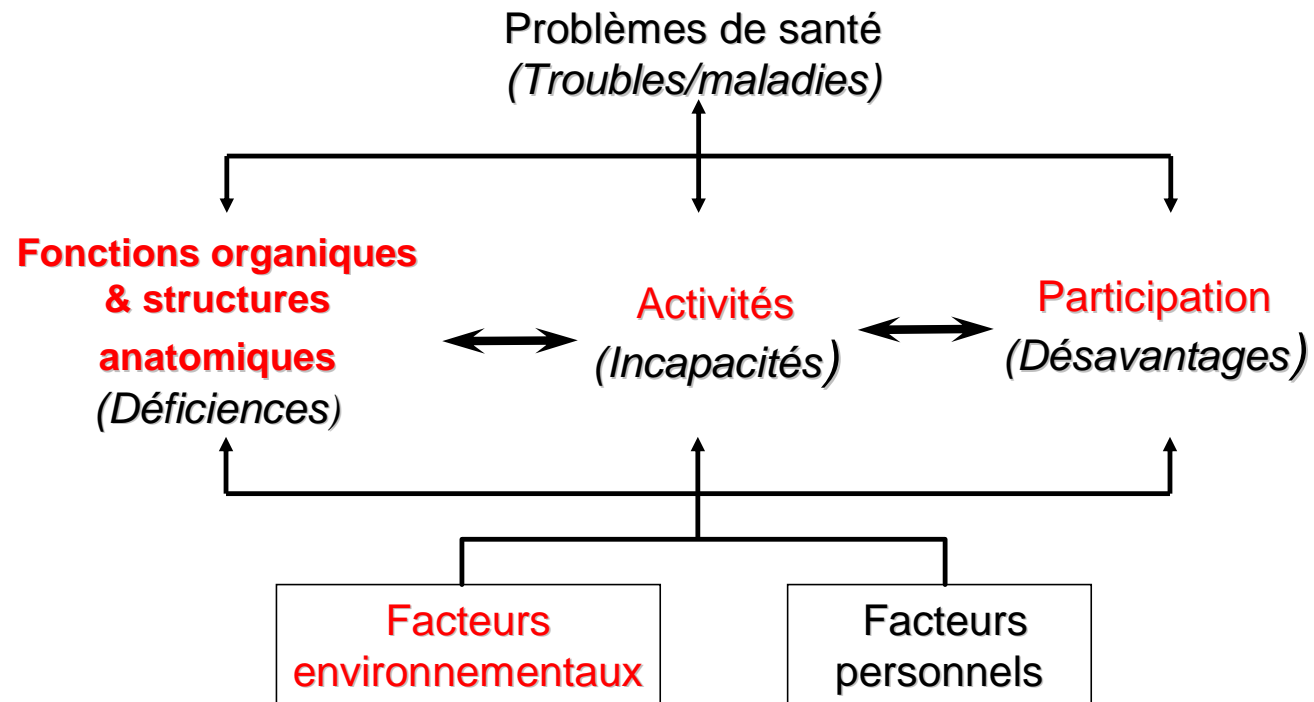 Problèmes de santé
(Troubles/maladies)
Fonctions organiques
& structures
anatomiques
(Déficiences)
Activités
(Incapacités)
Participation
(Désavantages)
Facteurs
environnementaux
Facteurs
personnels